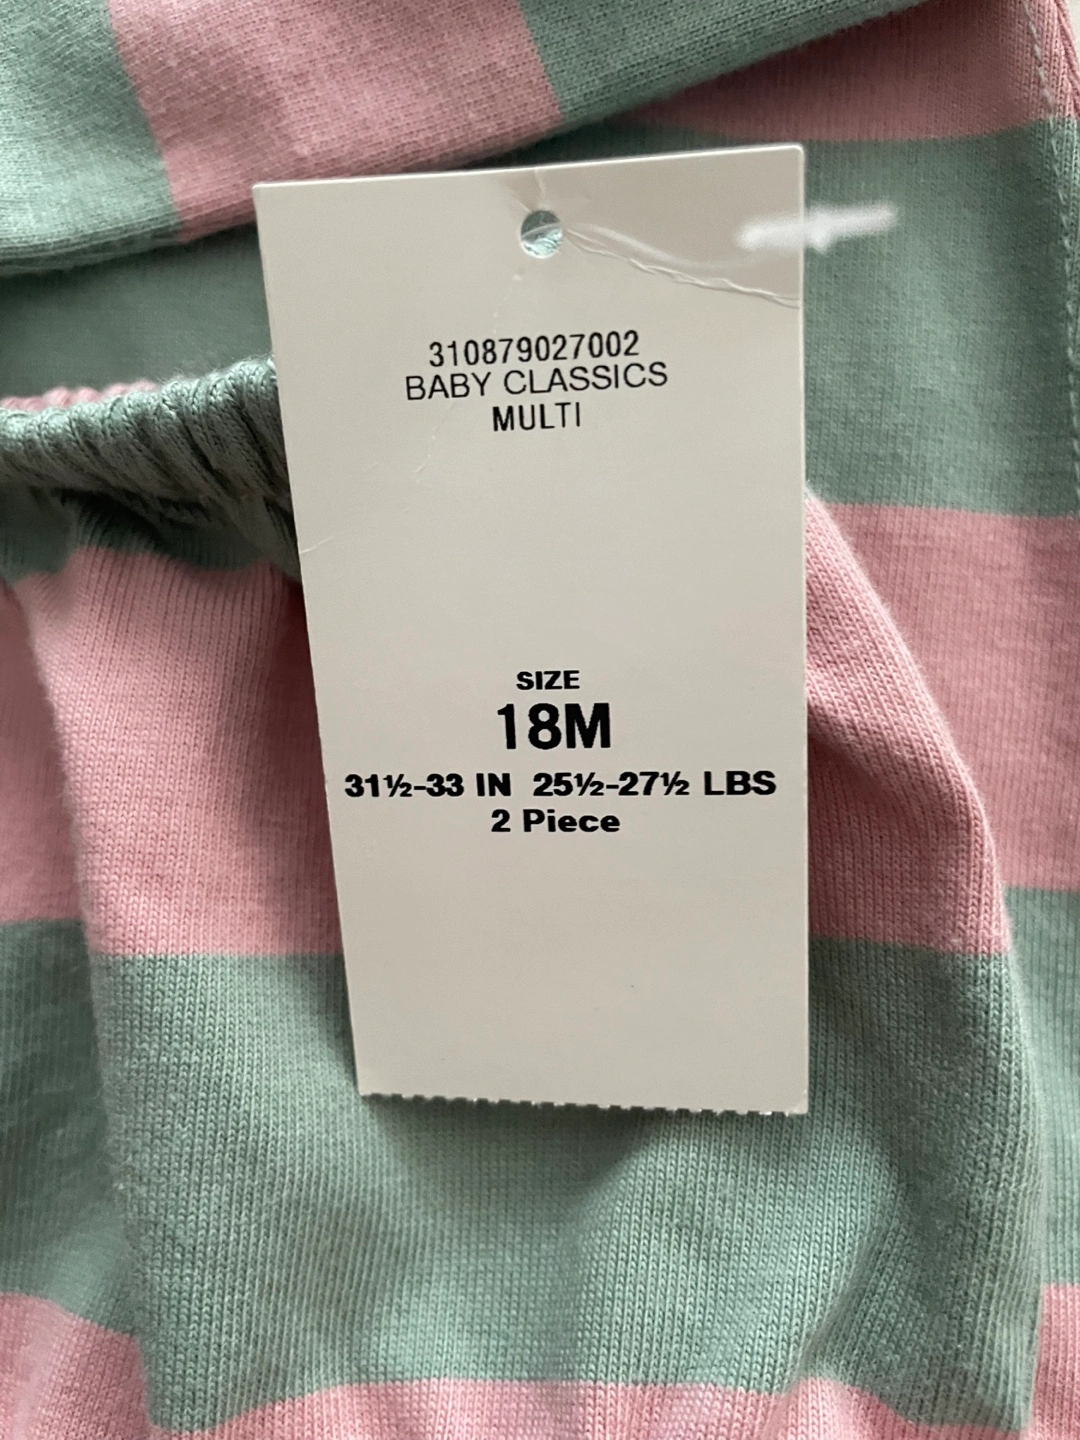 310879027002
BABY CLASSICS
MULTI
SIZE
18M
31½-33 IN 25½-27½ LBS
2 Piece